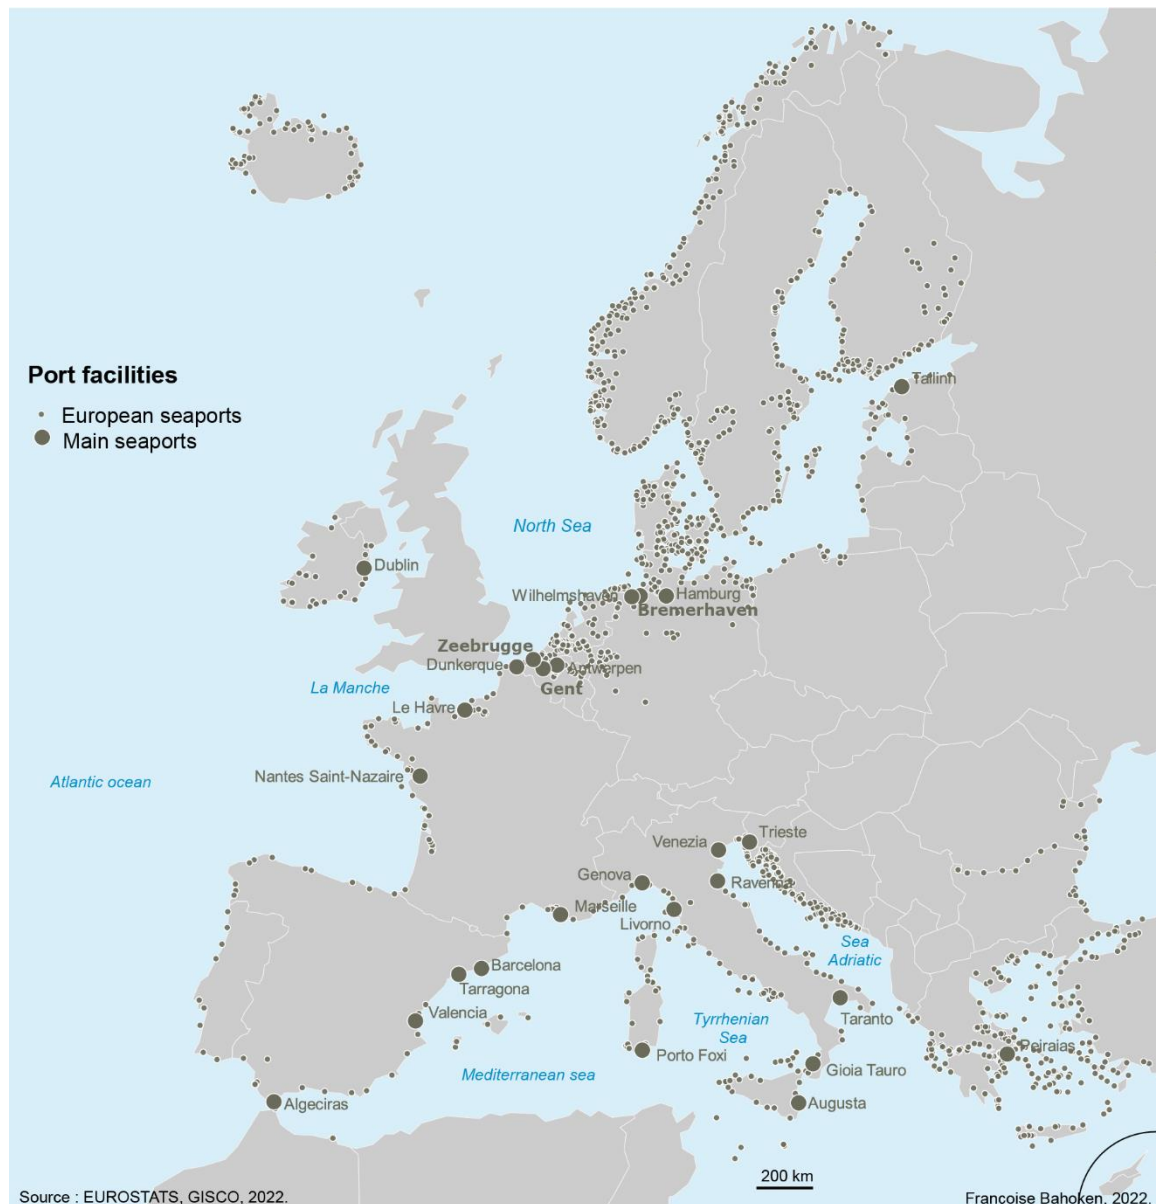 Port facilities
European seaports
Main seaports
Tallinn
North Sea
Dublin
Wilhelmshaven
Hamburg
Bremerhaven
Zeebrugge
Dunkerque
Antwerpen
Gent
La Manche
Le Havre
Atlantic ocean
Nantes Saint-Nazaire
Venezia
Trieste
Genova
Ravenna
Marseille
Livorno
Sea
Adriatic
Barcelona
Tarragona
Valencia
Tyrrhenian
Sea
Taranto
Porto Foxi
Peiraias
Gioia Tauro
Mediterranean sea
Algeciras
Augusta
200 km
Source : EUROSTATS, GISCO, 2022.
Françoise Bahoken, 2022.